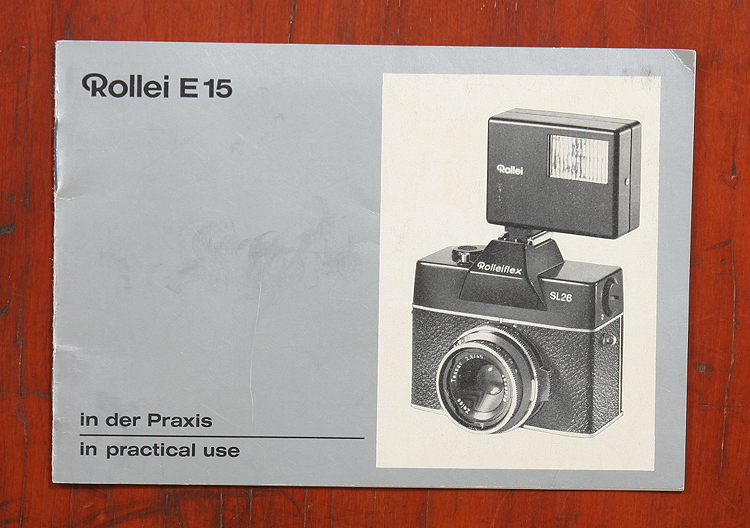 Rollei E15
in der Praxis
in practical use
Rollei
Rolleiflex
SL26